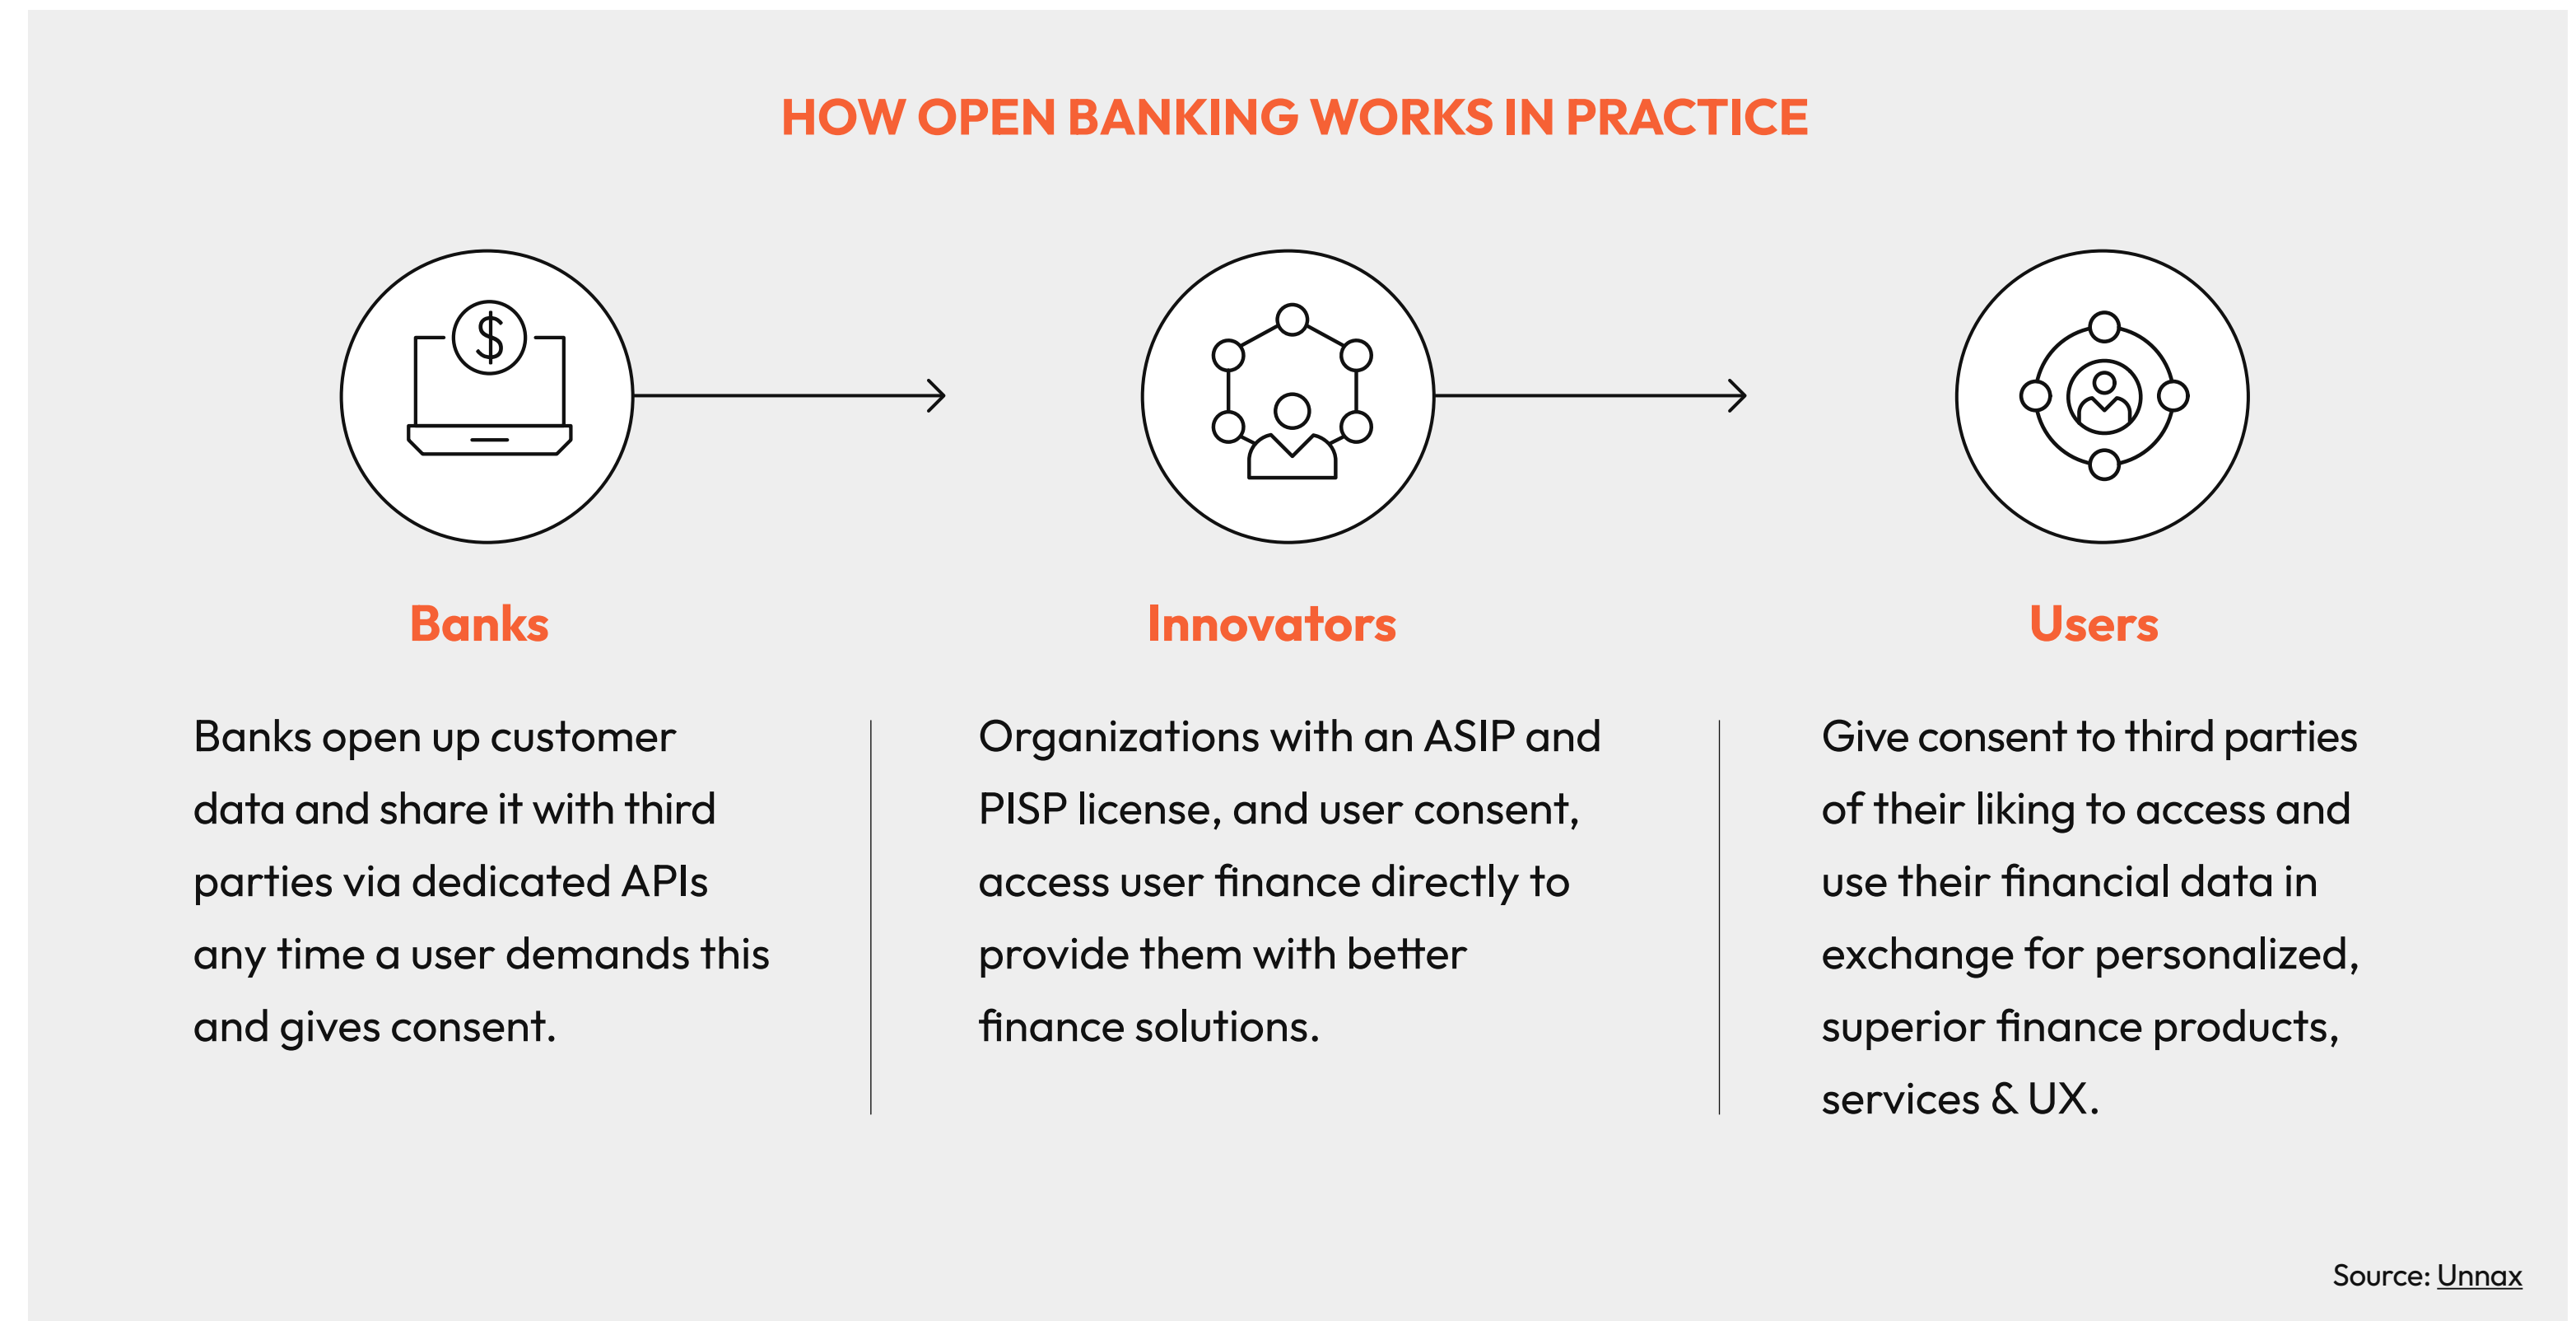 HOW OPEN BANKING WORKS IN PRACTICE
$
Banks
Banks open up customer
data and share it with third
parties via dedicated APIs
any time a user demands this
and gives consent.
Innovators
Organizations with an ASIP and
PISP license, and user consent,
access user finance directly to
provide them with better
finance solutions.
Users
Give consent to third parties
of their liking to access and
use their financial data in
exchange for personalized,
superior finance products,
services & UX.
Source: Unnax